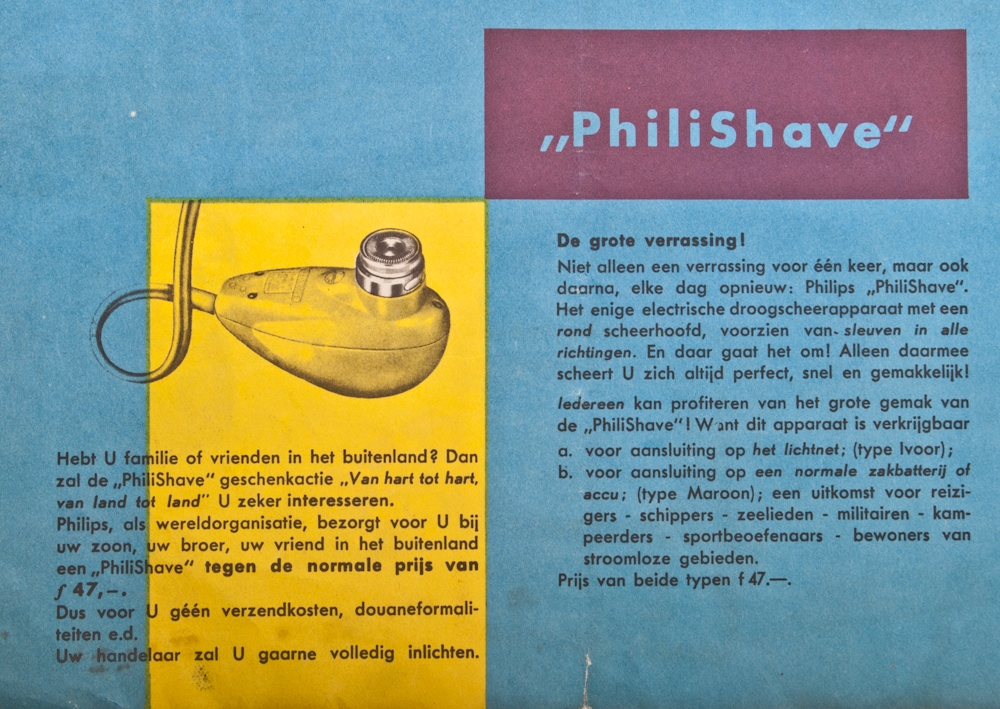 „PhiliShave“
De grote verrassing!
Niet alleen een verrassing voor één keer, maar ook
daarna, elke dag opnieuw: Philips „PhiliShave“.
Het enige electrische droogscheerapparaat met een
rond scheerhoofd, voorzien van sleuven in alle
richtingen. En daar gaat het om! Alleen daarmee
scheert U zich altijd perfect, snel en gemakkelijk!
Iedereen kan profiteren van het grote gemak van
de „PhiliShave“! Want dit apparaat is verkrijgbaar
a. voor aansluiting op het lichtnet; (type Ivoor);
b. voor aansluiting op een normale zakbatterij of
accu; (type Maroon); een uitkomst voor reizi-
gers - schippers - zeelieden - militairen - kam-
peerders - sportbeoefenaars - bewoners van
stroomloze gebieden.
Prijs van beide typen f 47.—.
Hebt U familie of vrienden in het buitenland? Dan
zal de „PhiliShave“ geschenkactie „Van hart tot hart,
van land tot land” U zeker interesseren.
Philips, als wereldorganisatie, bezorgt voor U bij
uw zoon, uw broer, uw vriend in het buitenland
een „PhiliShave“ tegen de normale prijs van
ƒ 47,–.
Dus voor U géén verzendkosten, douaneformali-
teiten e.d.
Uw handelaar zal U gaarne volledig inlichten.